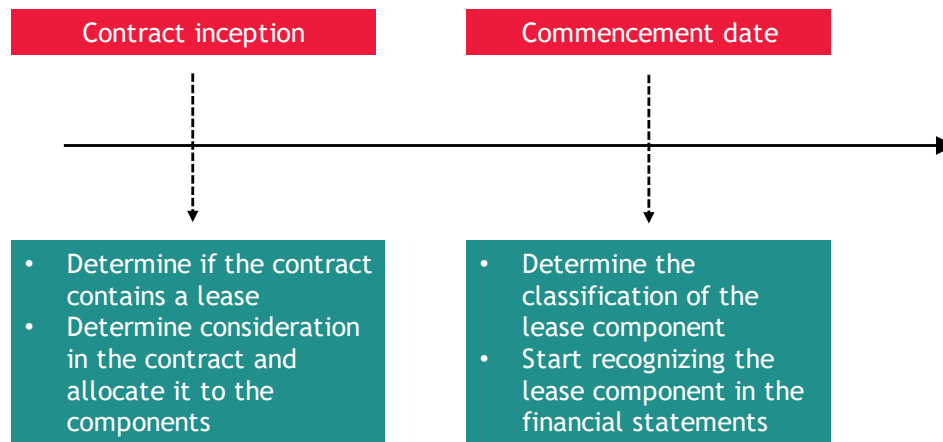 Contract inception
Commencement date
• Determine if the contract
contains a lease
• Determine consideration
in the contract and
allocate it to the
components
• Determine the
classification of the
lease component
• Start recognizing the
lease component in the
financial statements